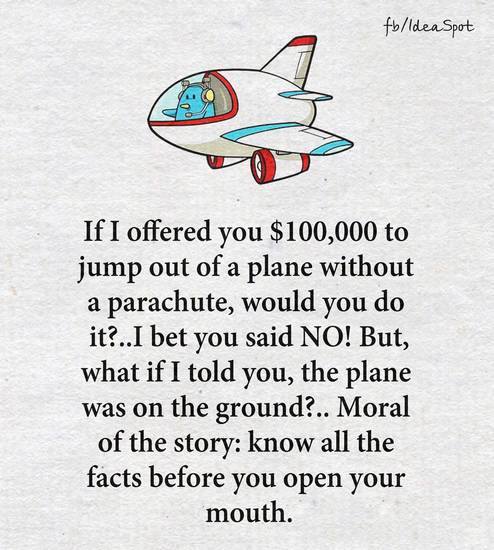 fb/IdeaSpot
If I offered you $100,000 to
jump out of a plane without
a parachute, would you do
it?..I bet you said NO! But,
what if I told you, the plane
was on the ground?.. Moral
of the story: know all the
facts before you open your
mouth.